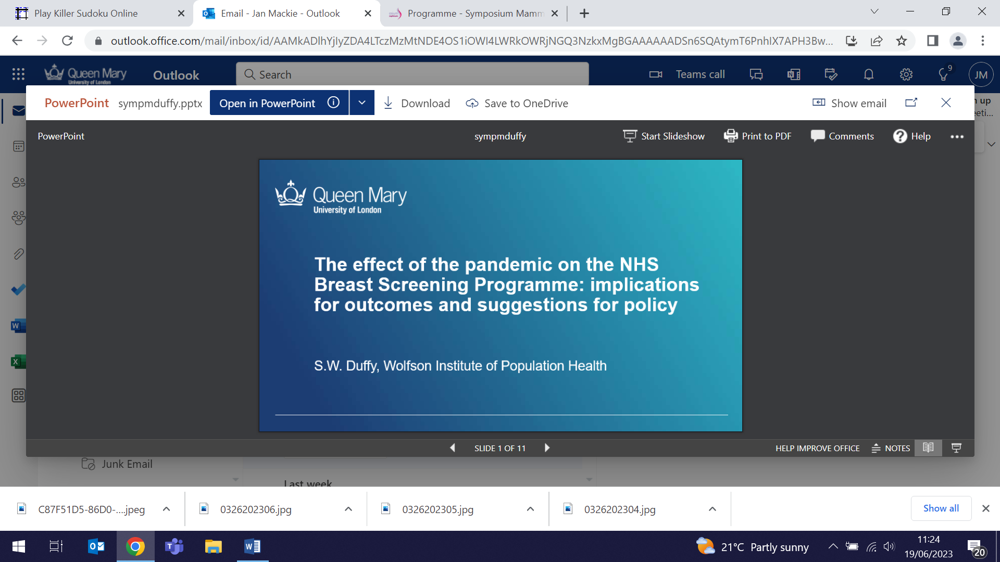 Play Killer Sudoku Online
Email - Jan Mackie - Outlook
Programme - Symposium Mamm
outlook.office.com/mail/inbox/id/AAMkADlhYjIyZDA4LTczMzMtNDE4OS1iOWI4LWRkOWRjNGQ3NzkxMgBGAAAAAADSn6SQAtymT6PnhIX7APH3Bw...
Queen Mary
University of London
Outlook
Search
Teams call
9
JM
PowerPoint
sympmduffy.pptx
Open in PowerPoint
Download
Save to OneDrive
Show email
up
PowerPoint
sympmduffy
Start Slideshow
Print to PDF
Comments
Help
Queen Mary
University of London
The effect of the pandemic on the NHS
Breast Screening Programme: implications
for outcomes and suggestions for policy
S.W. Duffy, Wolfson Institute of Population Health
SLIDE 1 OF 11
HELP IMPROVE OFFICE
NOTES
Junk Email
Last week
C87F51D5-86D0-....jpeg
0326202306.jpg
0326202305.jpg
0326202304.jpg
Show all
21°C Partly sunny
11:24
19/06/2023
20